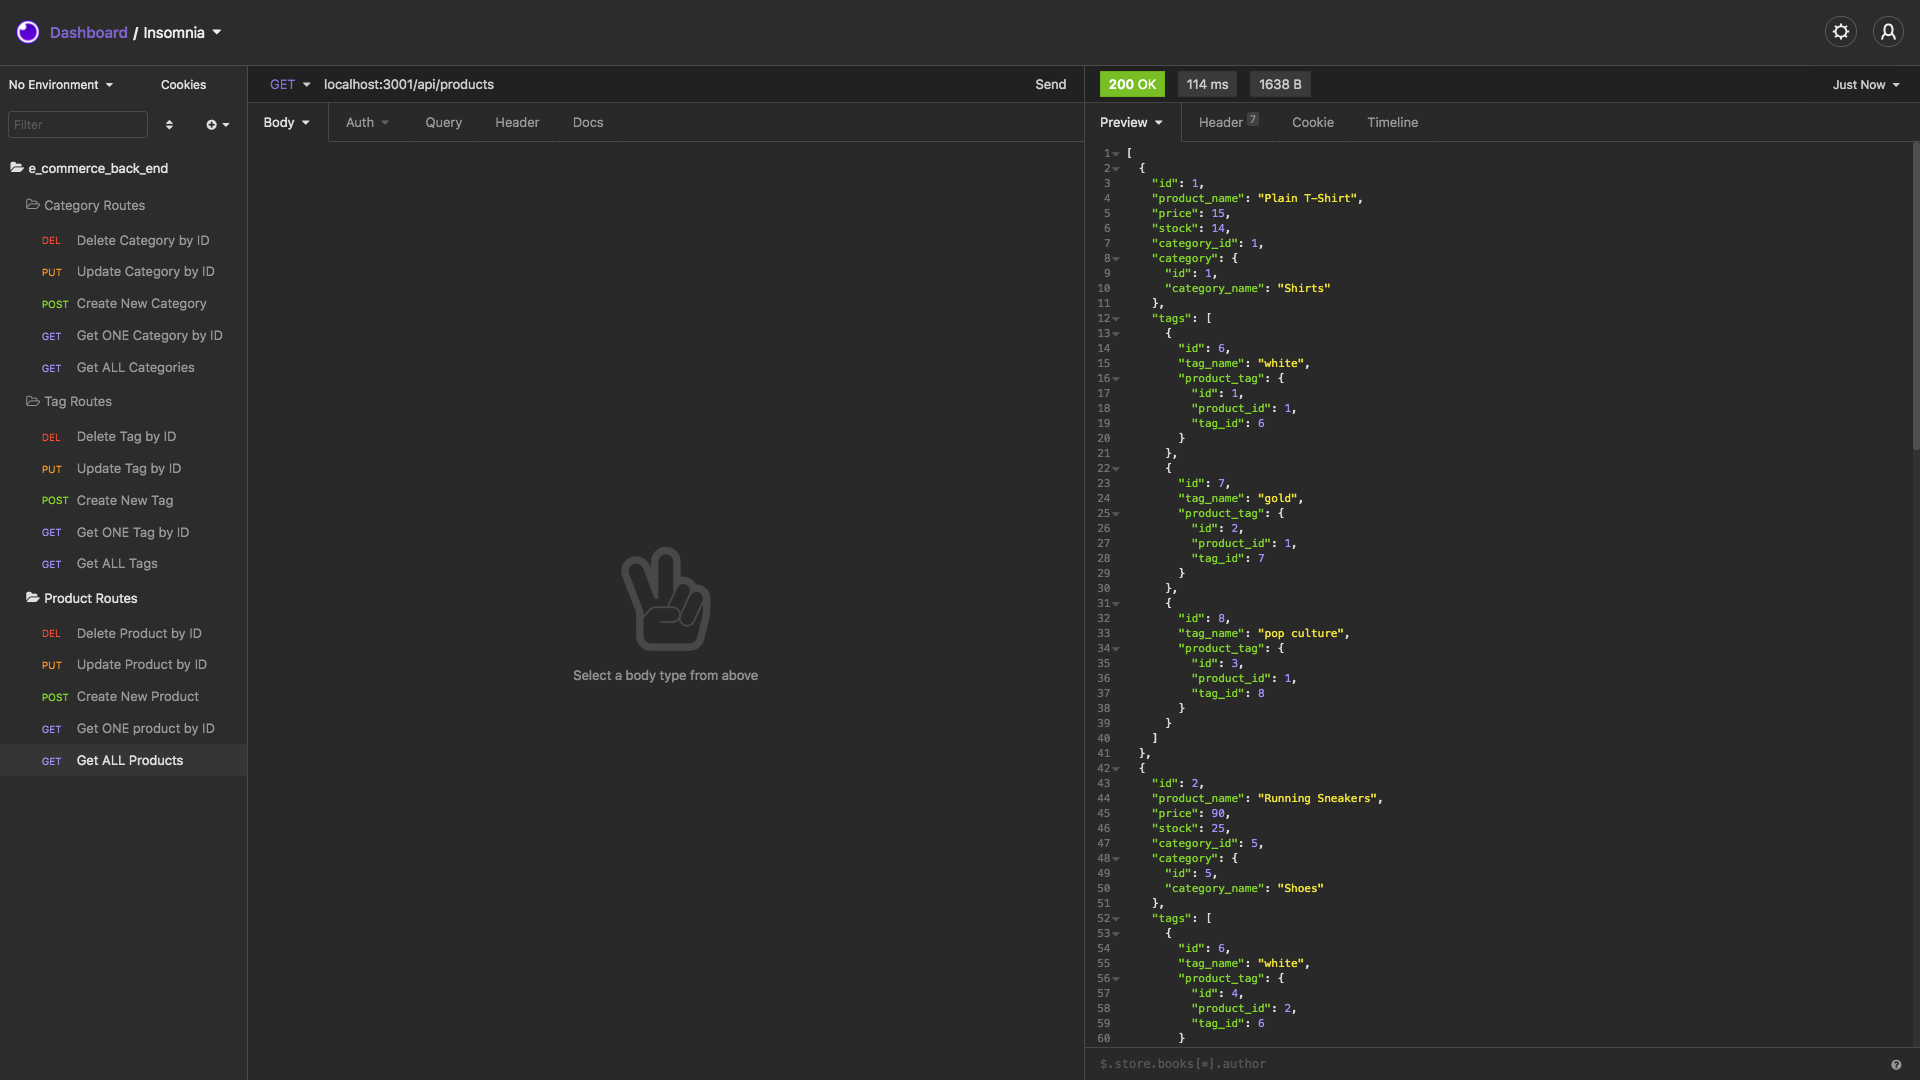 Dashboard / Insomnia
No Environment
Cookies
Filter
e_commerce_back_end
Category Routes
DEL Delete Category by ID
PUT Update Category by ID
POST Create New Category
GET Get ONE Category by ID
GET Get ALL Categories
Tag Routes
DEL Delete Tag by ID
PUT Update Tag by ID
POST Create New Tag
GET Get ONE Tag by ID
GET Get ALL Tags
Product Routes
DEL Delete Product by ID
PUT Update Product by ID
POST Create New Product
GET Get ONE product by ID
GET Get ALL Products
GET localhost:3001/api/products Send
Body Auth Query Header Docs
Select a body type from above
200 OK 114 ms 1638 B Just Now
Preview Header 7 Cookie Timeline
1 [
2 {
3 "id": 1,
4 "product_name": "Plain T-Shirt",
5 "price": 15,
6 "stock": 14,
7 "category_id": 1,
8 "category": {
9 "id": 1,
10 "category_name": "Shirts"
11 },
12 "tags": [
13 {
14 "id": 6,
15 "tag_name": "white",
16 "product_tag": {
17 "id": 1,
18 "product_id": 1,
19 "tag_id": 6
20 }
21 },
22 {
23 "id": 7,
24 "tag_name": "gold",
25 "product_tag": {
26 "id": 2,
27 "product_id": 1,
28 "tag_id": 7
29 }
30 },
31 {
32 "id": 8,
33 "tag_name": "pop culture",
34 "product_tag": {
35 "id": 3,
36 "product_id": 1,
37 "tag_id": 8
38 }
39 }
40 ]
41 },
42 {
43 "id": 2,
44 "product_name": "Running Sneakers",
45 "price": 90,
46 "stock": 25,
47 "category_id": 5,
48 "category": {
49 "id": 5,
50 "category_name": "Shoes"
51 },
52 "tags": [
53 {
54 "id": 6,
55 "tag_name": "white",
56 "product_tag": {
57 "id": 4,
58 "product_id": 2,
59 "tag_id": 6
60 }
$.store.books[*].author